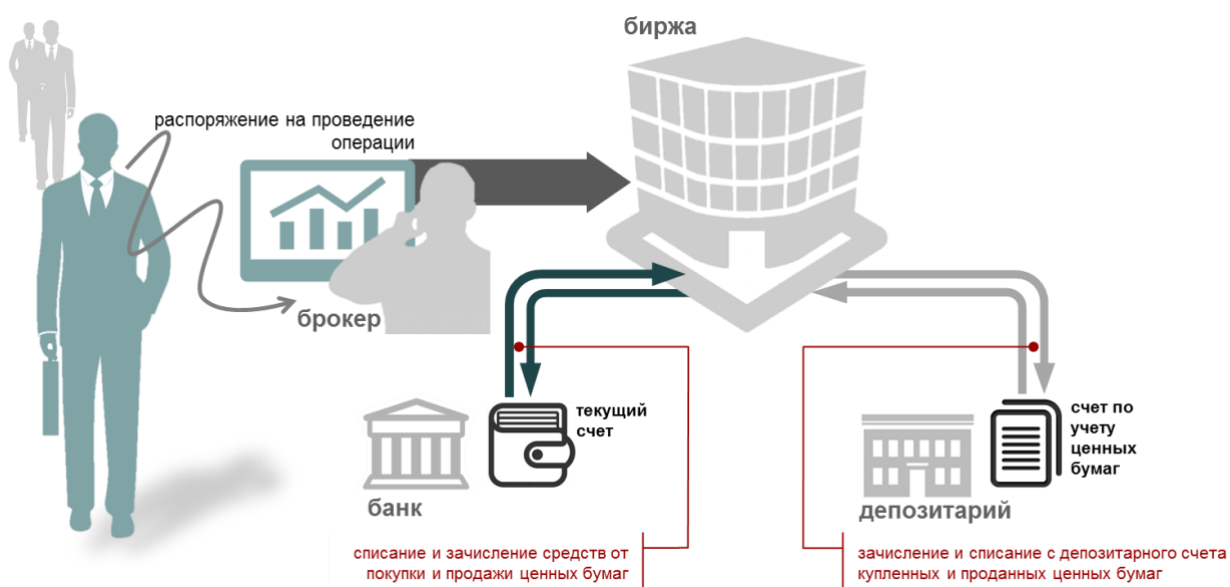 биржа
распоряжение на проведение
операции
брокер
текущий
счет
банк
счет по
учету
ценных
бумаг
депозитарий
списание и зачисление средств от
покупки и продажи ценных бумаг
зачисление и списание с депозитарного счета
купленных и проданных ценных бумаг